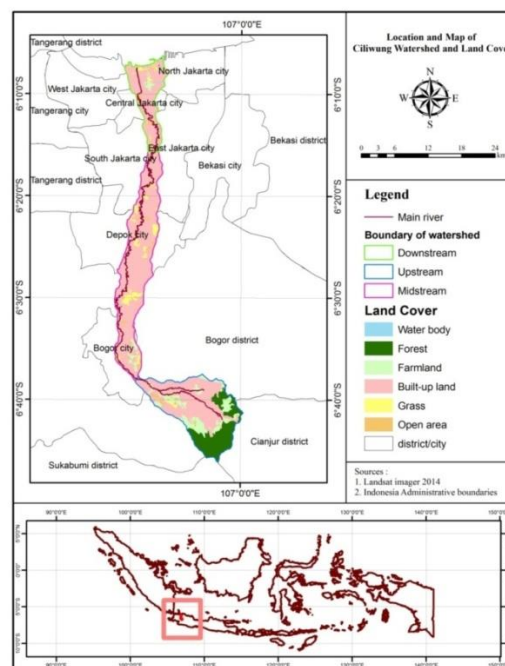 107°0'0"E
Tangerang district
North Jakarta city
West Jakarta city
6°10'0"S
6°10'0"S
Central Jakarta city
Tangerang city
East Jakarta city
Bekasi district
South Jakarta city
Bekasi city
Tangerang district
6°20'0"S
6°20'0"S
Depok city
6°30'0"S
6°30'0"S
Bogor district
Bogor city
6°40'0"S
6°40'0"S
Cianjur district
Sukabumi district
107°0'0"E
Location and Map of
Ciliwung Watershed and Land Cover
N
W E
S
0 3 6 12 18 24
Legend
Main river
Boundary of watershed
Downstream
Upstream
Midstream
Land Cover
Water body
Forest
Farmland
Built-up land
Grass
Open area
district/city
Sources :
1. Landsat imager 2014
2. Indonesia Administrative boundaries